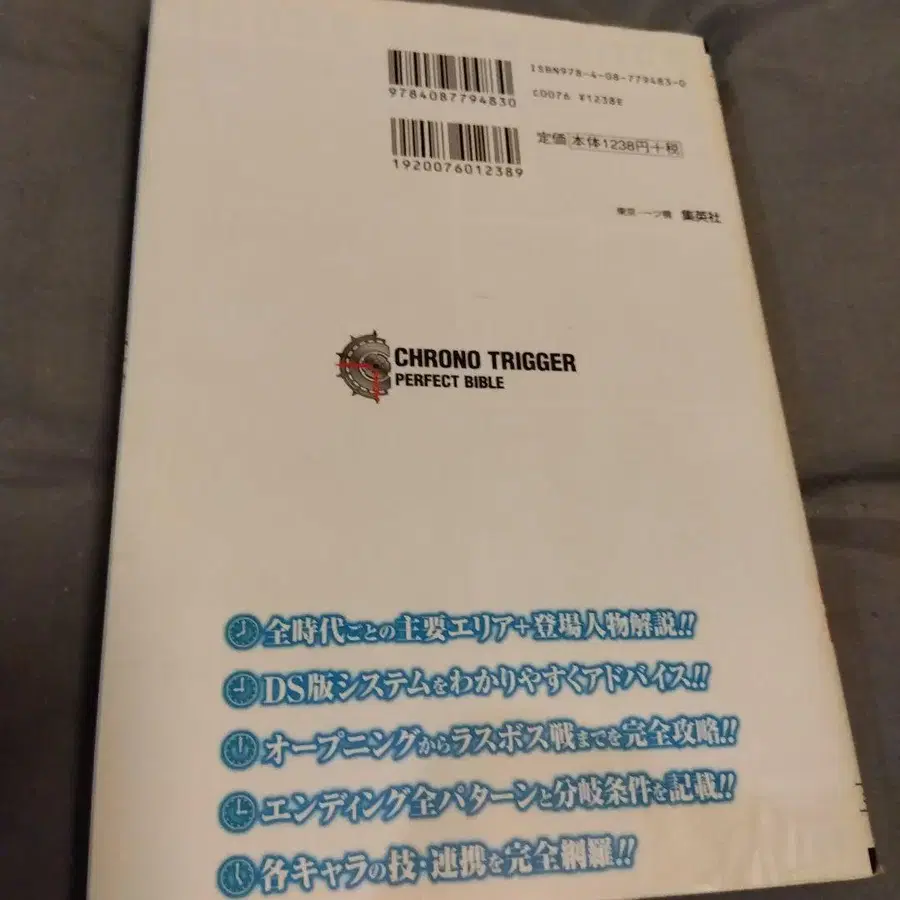 ISBN978-4-08-779483-0
9784087794830
C0076 ¥1238E
1920076012389
定価 本体1238円+税
東京 一ツ橋 集英社
CHRONO TRIGGER
PERFECT BIBLE
全時代ごとの主要エリア+登場人物解説!!
DS版システムをわかりやすくアドバイス!!
オープニングからラスボス戦までを完全攻略!!
エンディング全パターンと分岐条件を記載!!
各キャラの技・連携を完全網羅!!